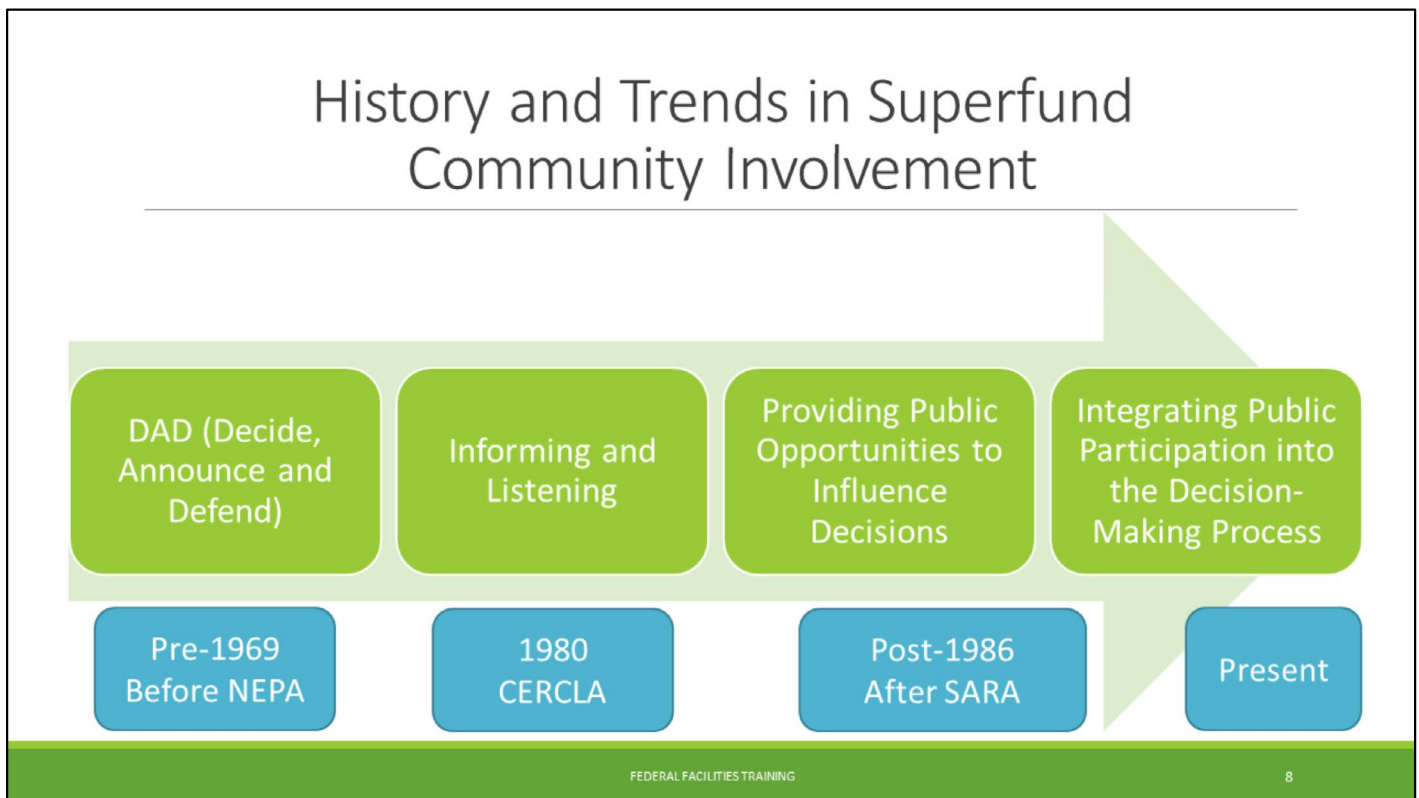 History and Trends in Superfund
Community Involvement
DAD (Decide,
Announce and
Defend)
Informing and
Listening
Providing Public
Opportunities to
Influence
Decisions
Integrating Public
Participation into
the Decision-
Making Process
Pre-1969
Before NEPA
1980
CERCLA
Post-1986
After SARA
Present
FEDERAL FACILITIES TRAINING
8